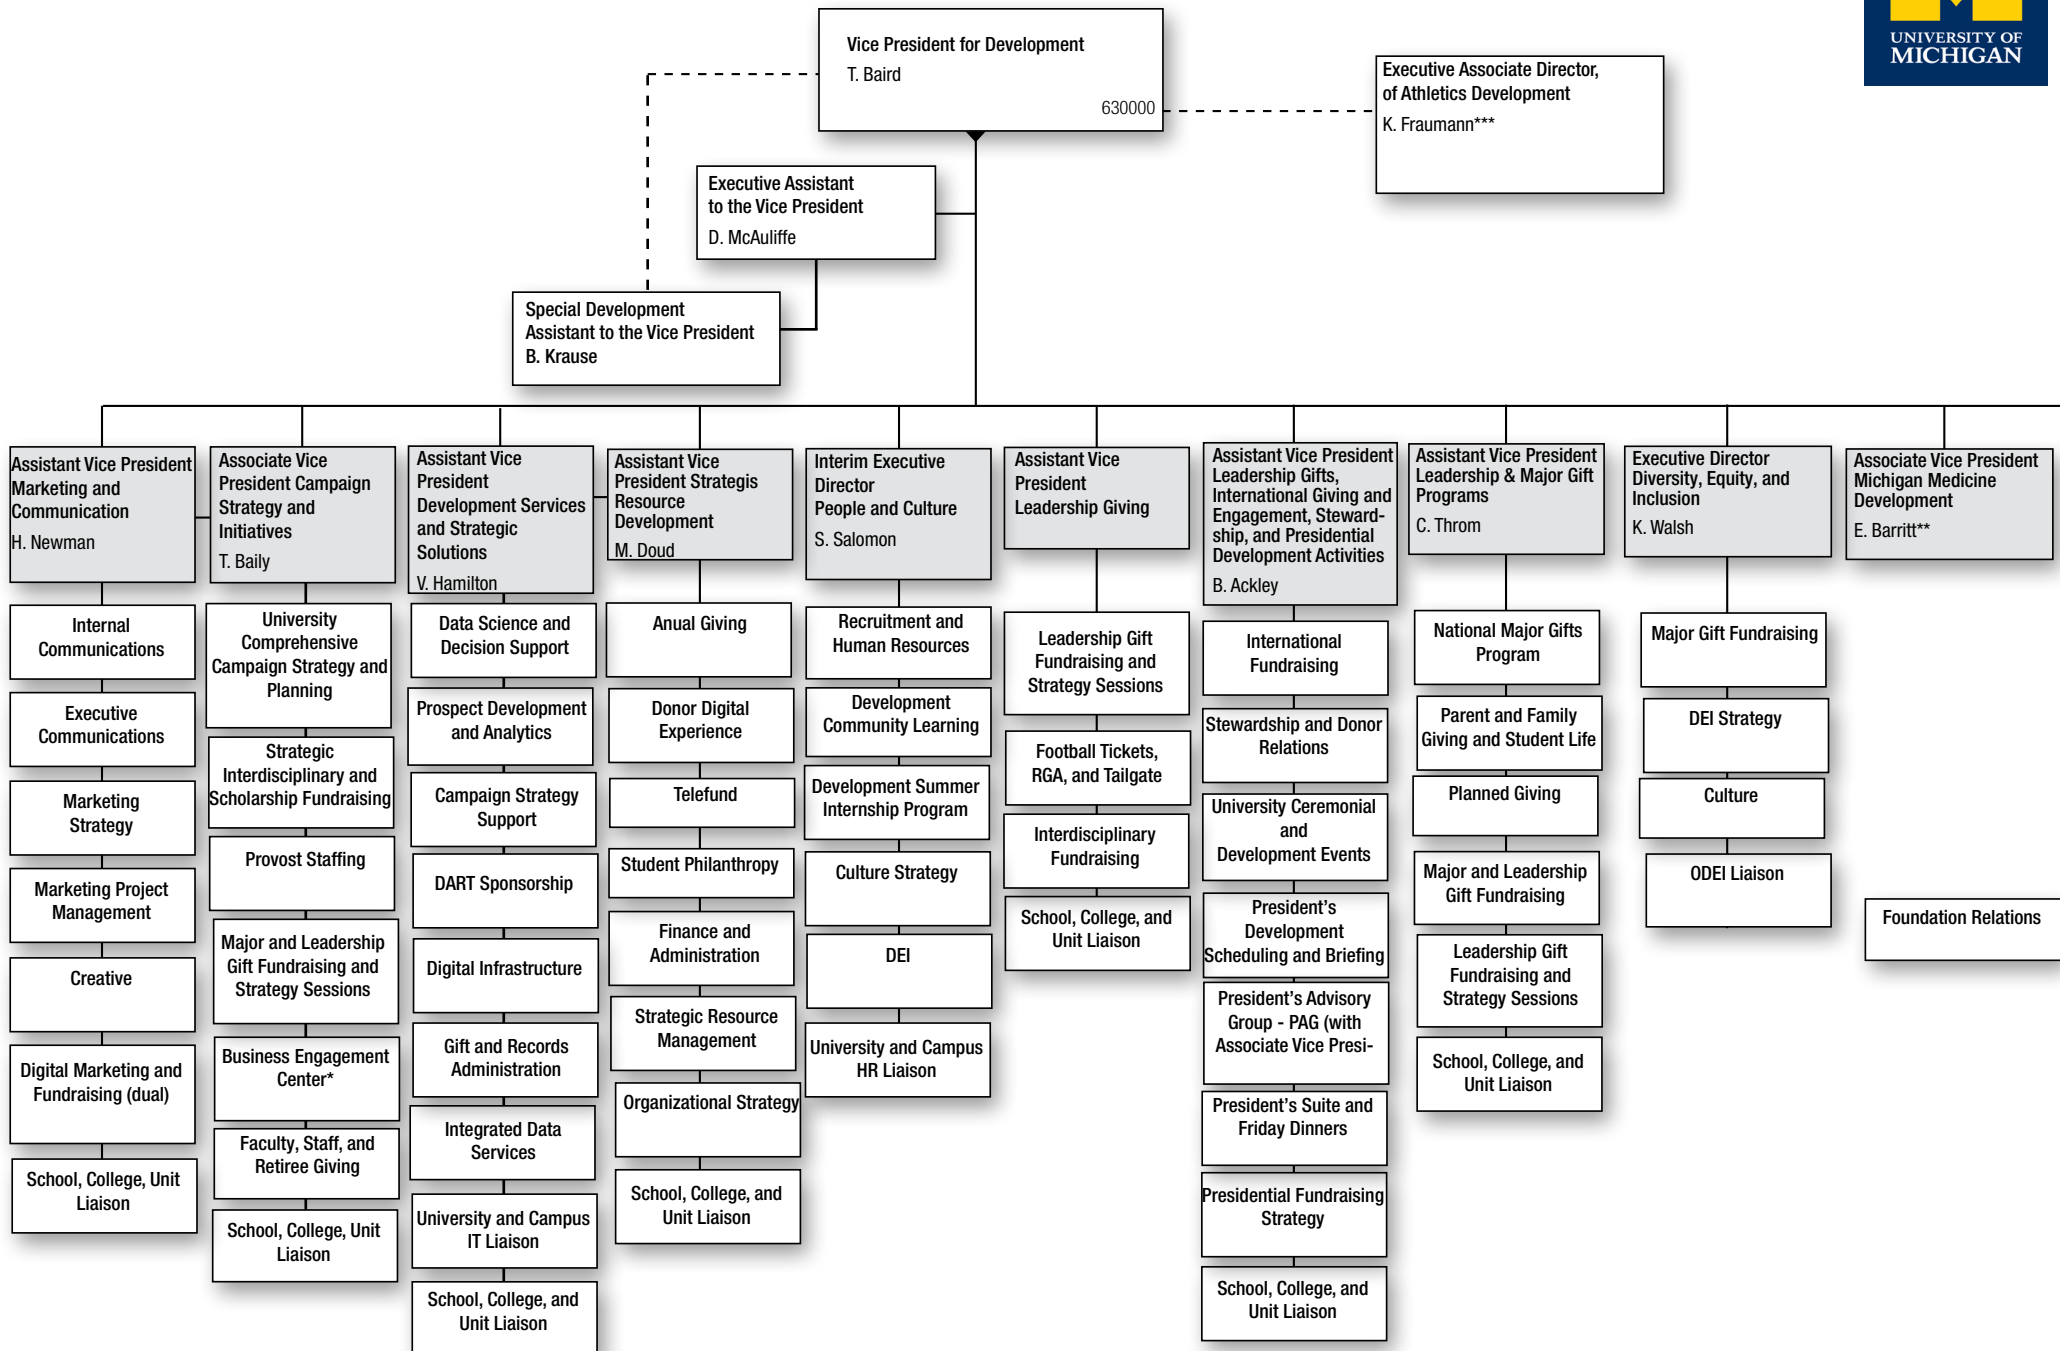 UNIVERSITY OF
MICHIGAN
Vice President for Development
T. Baird
630000
Executive Associate Director,
of Athletics Development
K. Fraumann***
Executive Assistant
to the Vice President
D. McAuliffe
Special Development
Assistant to the Vice President
B. Krause
Assistant Vice President
Marketing and
Communication
H. Newman
Internal
Communications
Executive
Communications
Marketing
Strategy
Marketing Project
Management
Creative
Digital Marketing and
Fundraising (dual)
School, College, Unit
Liaison
Associate Vice
President Campaign
Strategy and
Initiatives
T. Baily
University
Comprehensive
Campaign Strategy and
Planning
Strategic
Interdisciplinary and
Scholarship Fundraising
Provost Staffing
Major and Leadership
Gift Fundraising and
Strategy Sessions
Business Engagement
Center*
Faculty, Staff, and
Retiree Giving
School, College, Unit
Liaison
Assistant Vice
President
Development Services
and Strategic
Solutions
V. Hamilton
Data Science and
Decision Support
Prospect Development
and Analytics
Campaign Strategy
Support
DART Sponsorship
Digital Infrastructure
Gift and Records
Administration
Integrated Data
Services
University and Campus
IT Liaison
School, College, and
Unit Liaison
Assistant Vice
President Strategis
Resource
Development
M. Doud
Anual Giving
Donor Digital
Experience
Telefund
Student Philanthropy
Finance and
Administration
Strategic Resource
Management
Organizational Strategy
School, College, and
Unit Liaison
Interim Executive
Director
People and Culture
S. Salomon
Recruitment and
Human Resources
Development
Community Learning
Development Summer
Internship Program
Culture Strategy
DEI
University and Campus
HR Liaison
Assistant Vice
President
Leadership Giving
Leadership Gift
Fundraising and
Strategy Sessions
Football Tickets,
RGA, and Tailgate
Interdisciplinary
Fundraising
School, College, and
Unit Liaison
Assistant Vice President
Leadership Gifts,
International Giving and
Engagement, Steward-
ship, and Presidential
Development Activities
B. Ackley
International
Fundraising
Stewardship and Donor
Relations
University Ceremonial
and
Development Events
President's
Development
Scheduling and Briefing
President's Advisory
Group - PAG (with
Associate Vice Presi-
President's Suite and
Friday Dinners
Presidential Fundraising
Strategy
School, College, and
Unit Liaison
Assistant Vice President
Leadership & Major Gift
Programs
C. Throm
National Major Gifts
Program
Parent and Family
Giving and Student Life
Planned Giving
Major and Leadership
Gift Fundraising
Leadership Gift
Fundraising and
Strategy Sessions
School, College, and
Unit Liaison
Executive Director
Diversity, Equity, and
Inclusion
K. Walsh
Major Gift Fundraising
DEI Strategy
Culture
ODEI Liaison
Associate Vice President
Michigan Medicine
Development
E. Barritt**
Foundation Relations